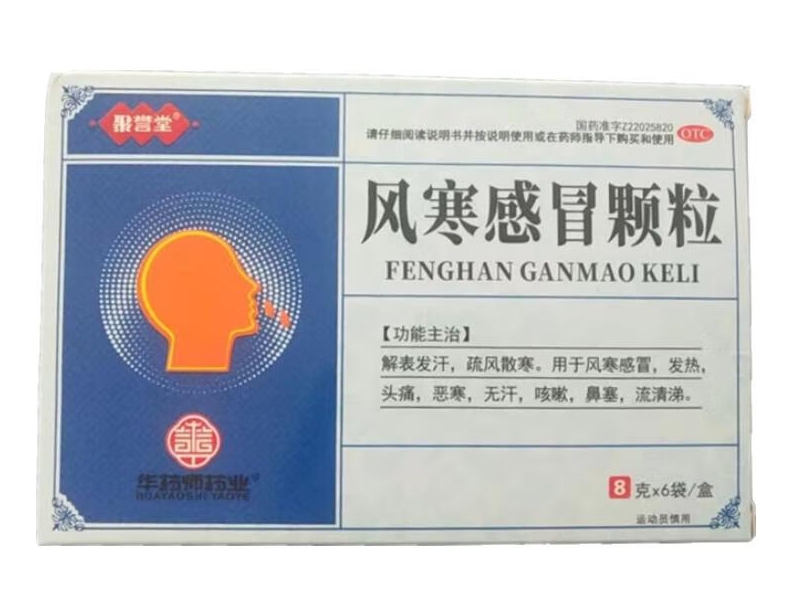 聚誉堂®
国药准字Z22025820
请仔细阅读说明书并按说明使用或在药师指导下购买和使用
OTC
风寒感冒颗粒
FENGHAN GANMAO KELI
【功能主治】
解表发汗，疏风散寒。用于风寒感冒，发热，
头痛，恶寒，无汗，咳嗽，鼻塞，流清涕。
华药师药业®
HUAYAOSHI YAOYE
8克x6袋/盒
运动员慎用